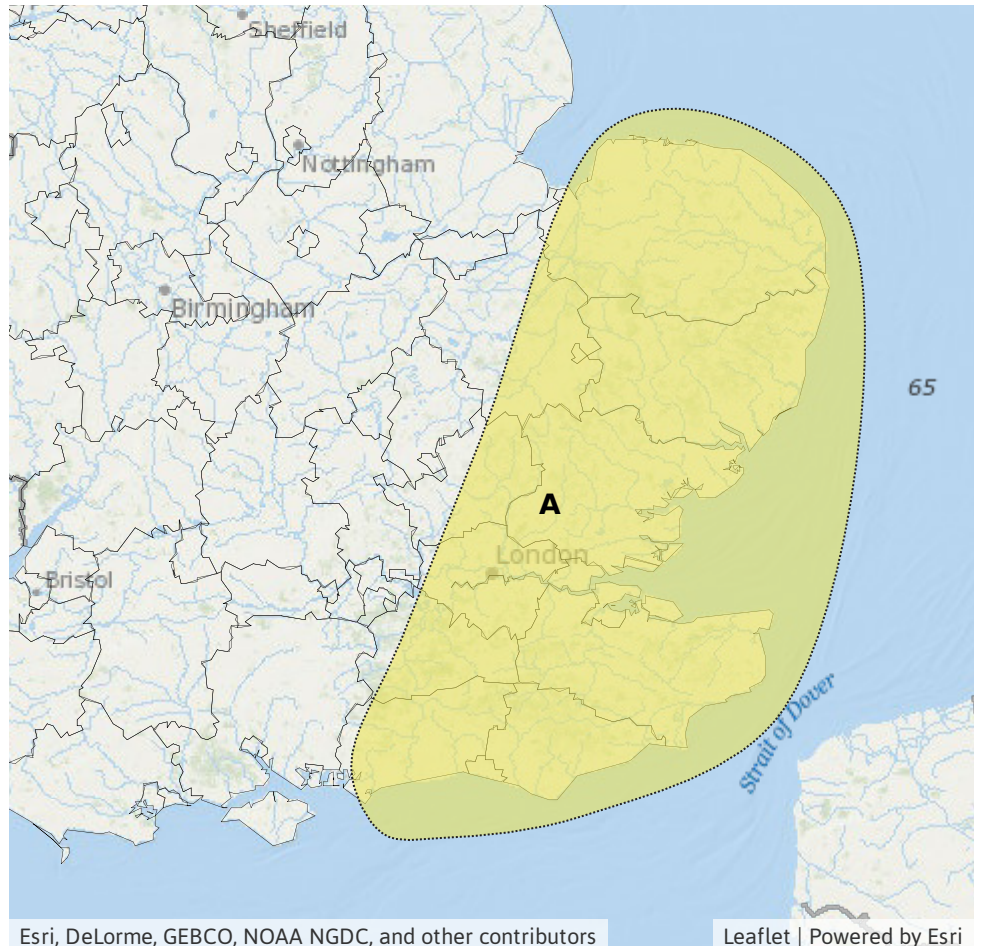 Sheffield
Nottingham
Birmingham
65
A
London
Bristol
Strait of Dover
Esri, DeLorme, GEBCO, NOAA NGDC, and other contributors
Leaflet | Powered by Esri